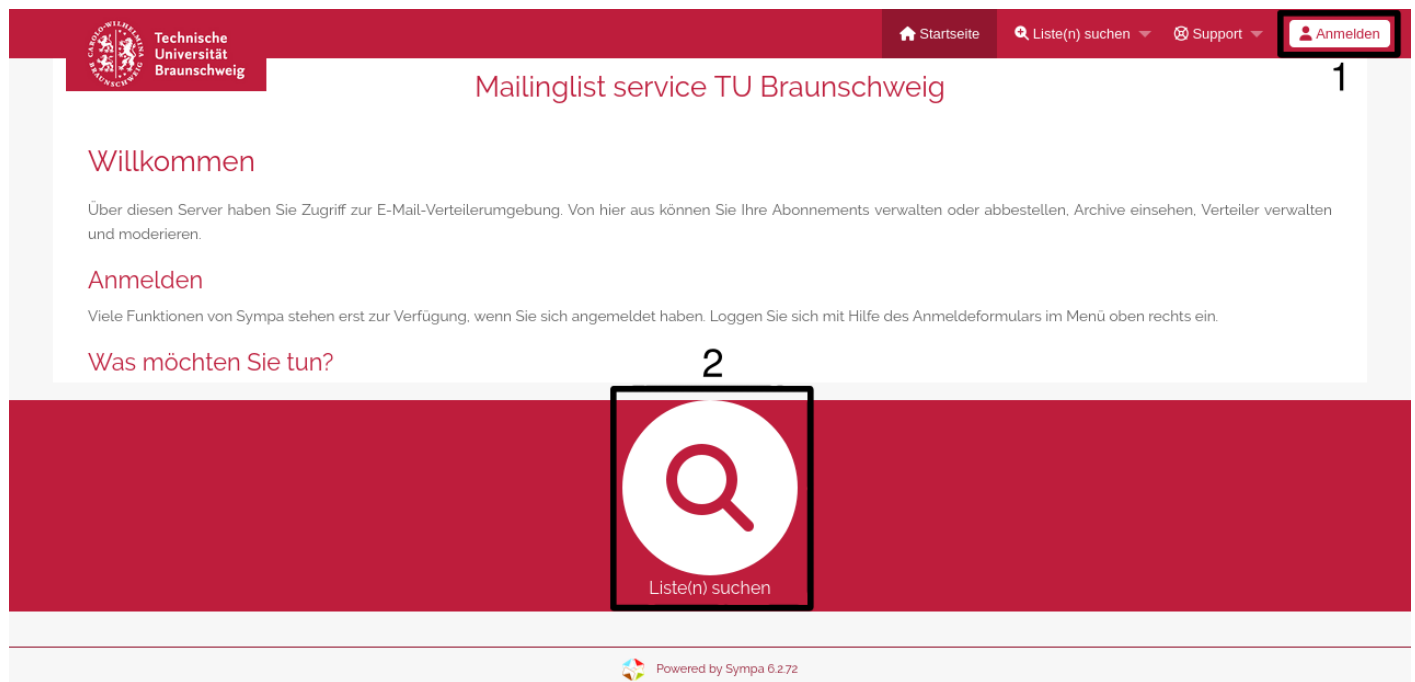 CAROLO-WILHELMINA
BRAUNSCHWEIG
Technische
Universität
Braunschweig
Startseite
Liste(n) suchen
Support
Anmelden
1
Mailinglist service TU Braunschweig
Willkommen
Über diesen Server haben Sie Zugriff zur E-Mail-Verteilerumgebung. Von hier aus können Sie Ihre Abonnements verwalten oder abbestellen, Archive einsehen, Verteiler verwalten
und moderieren.
Anmelden
Viele Funktionen von Sympa stehen erst zur Verfügung, wenn Sie sich angemeldet haben. Loggen Sie sich mit Hilfe des Anmeldeformulars im Menü oben rechts ein.
Was möchten Sie tun?
2
Liste(n) suchen
Powered by Sympa 6.2.72